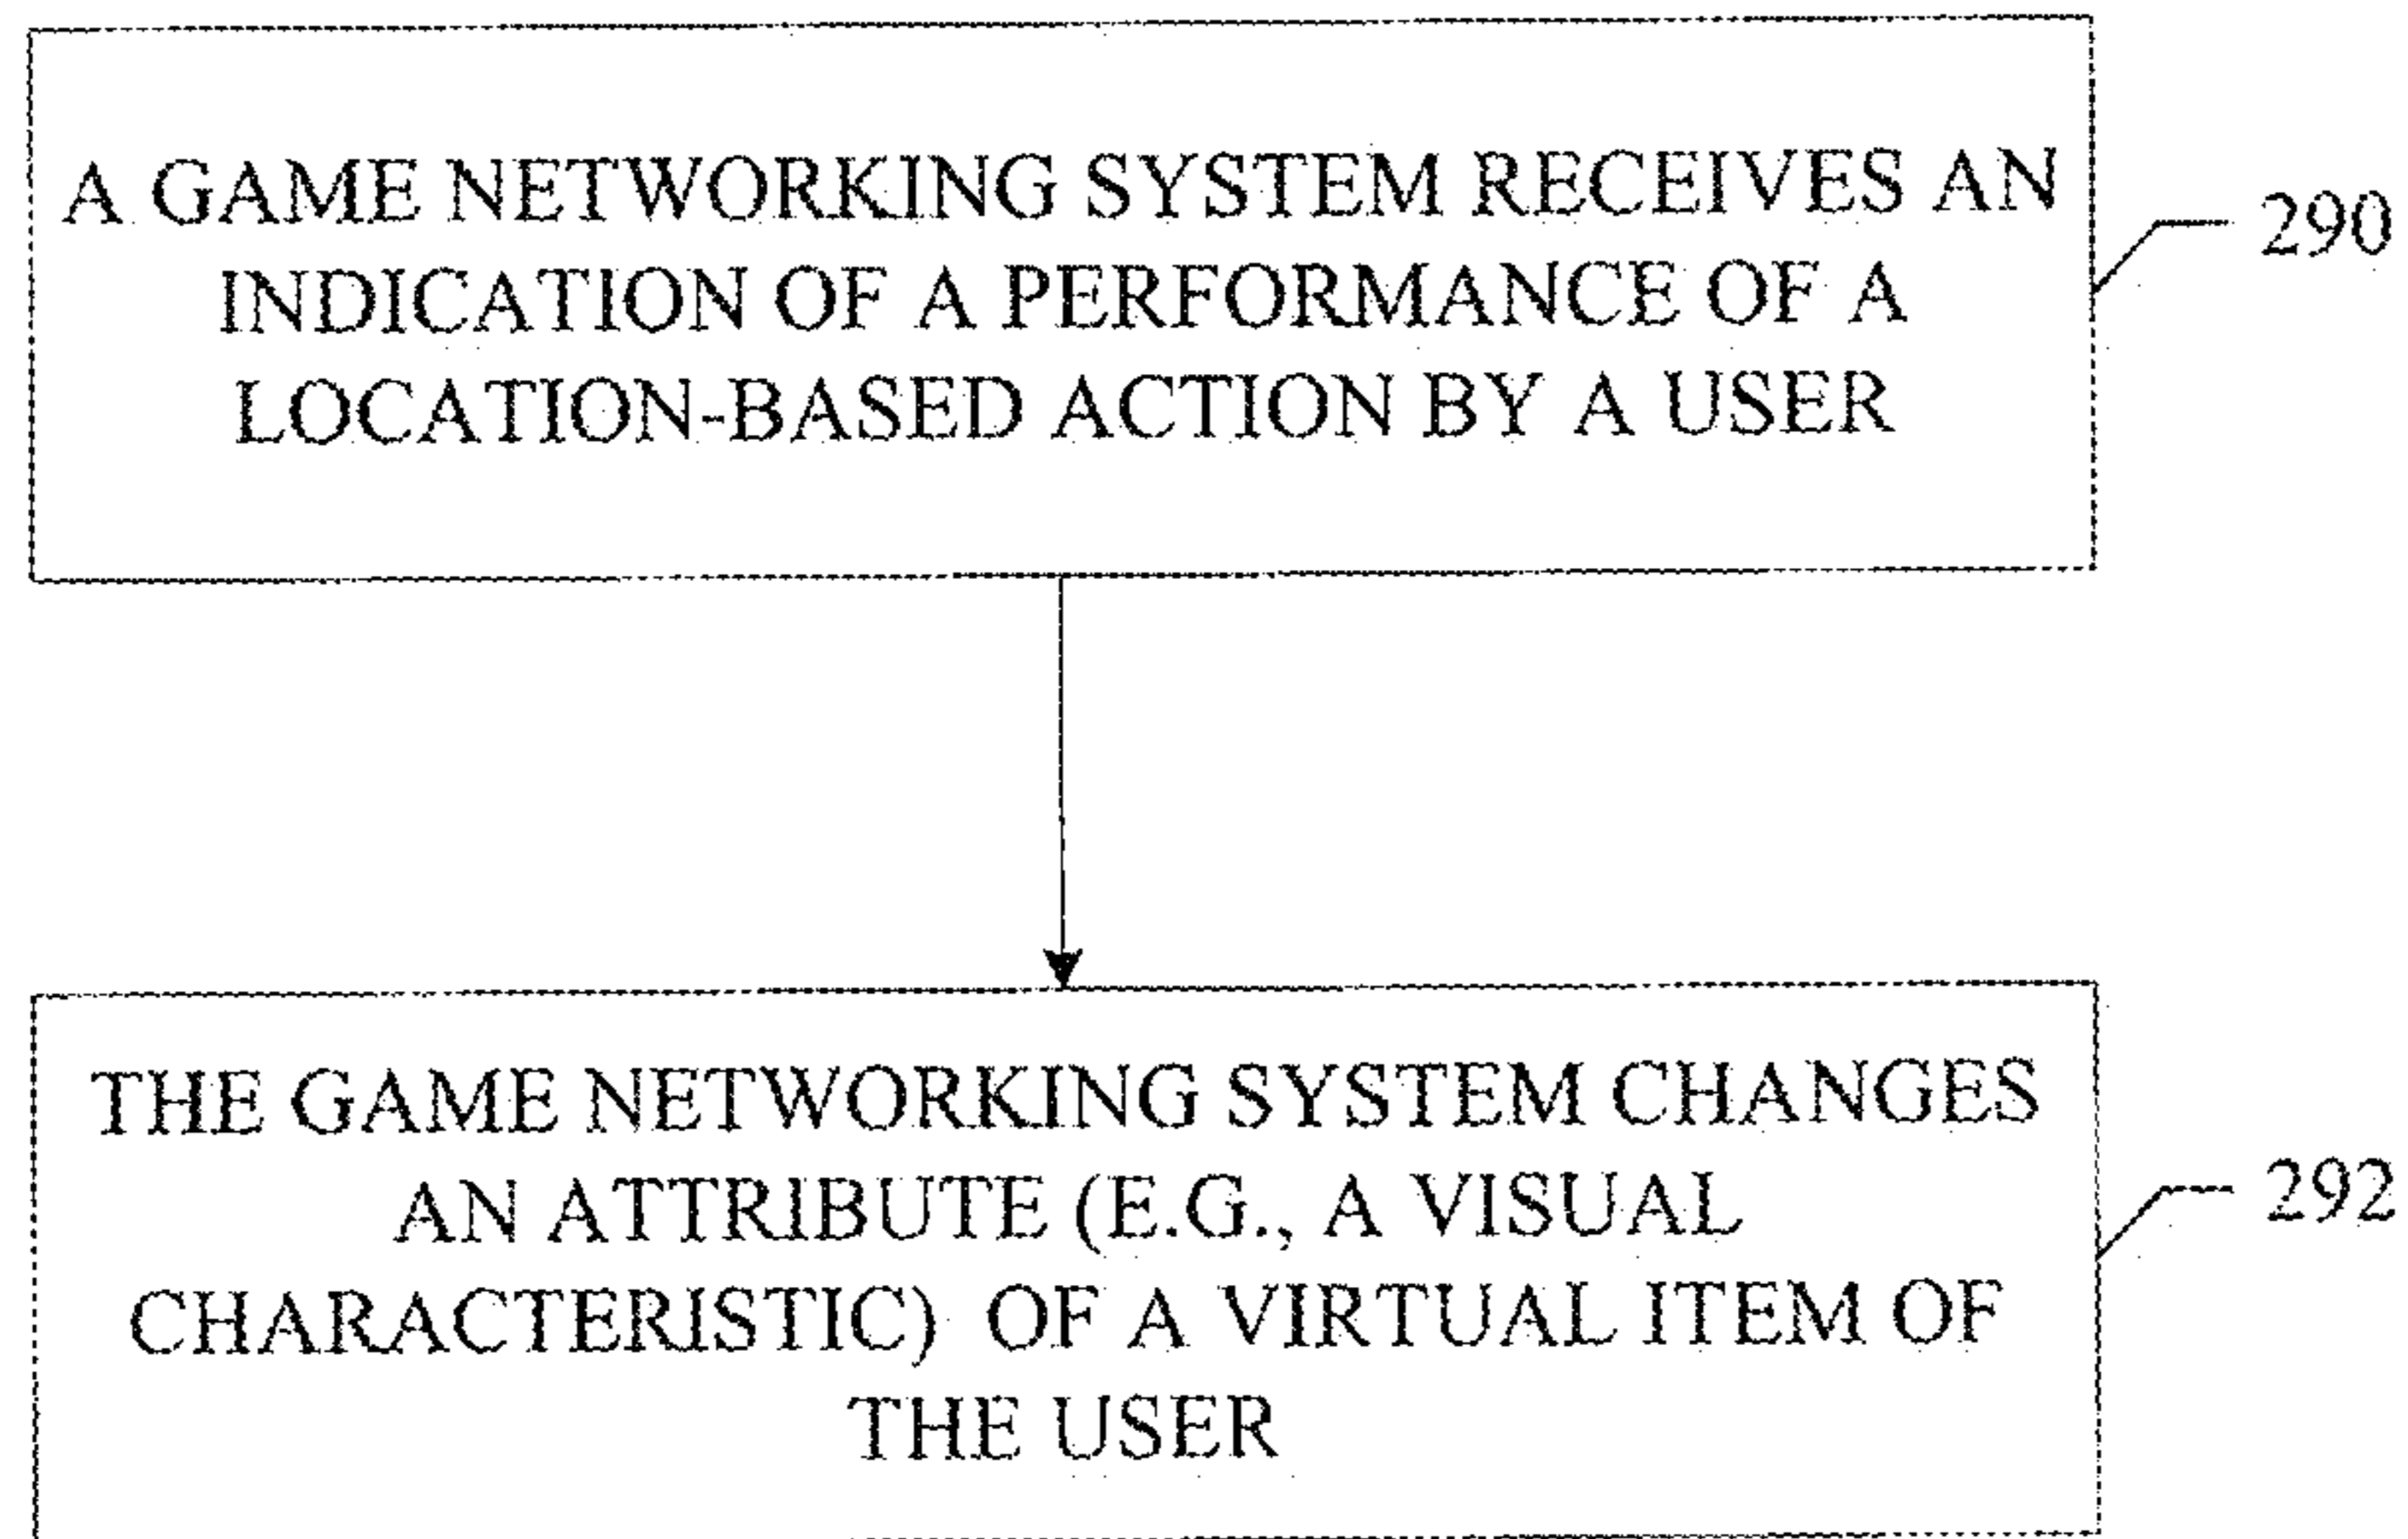 A GAME NETWORKING SYSTEM RECEIVES AN
INDICATION OF A PERFORMANCE OF A
LOCATION-BASED ACTION BY A USER
290
THE GAME NETWORKING SYSTEM CHANGES
AN ATTRIBUTE (E.G., A VISUAL
CHARACTERISTIC) OF A VIRTUAL ITEM OF
THE USER
292